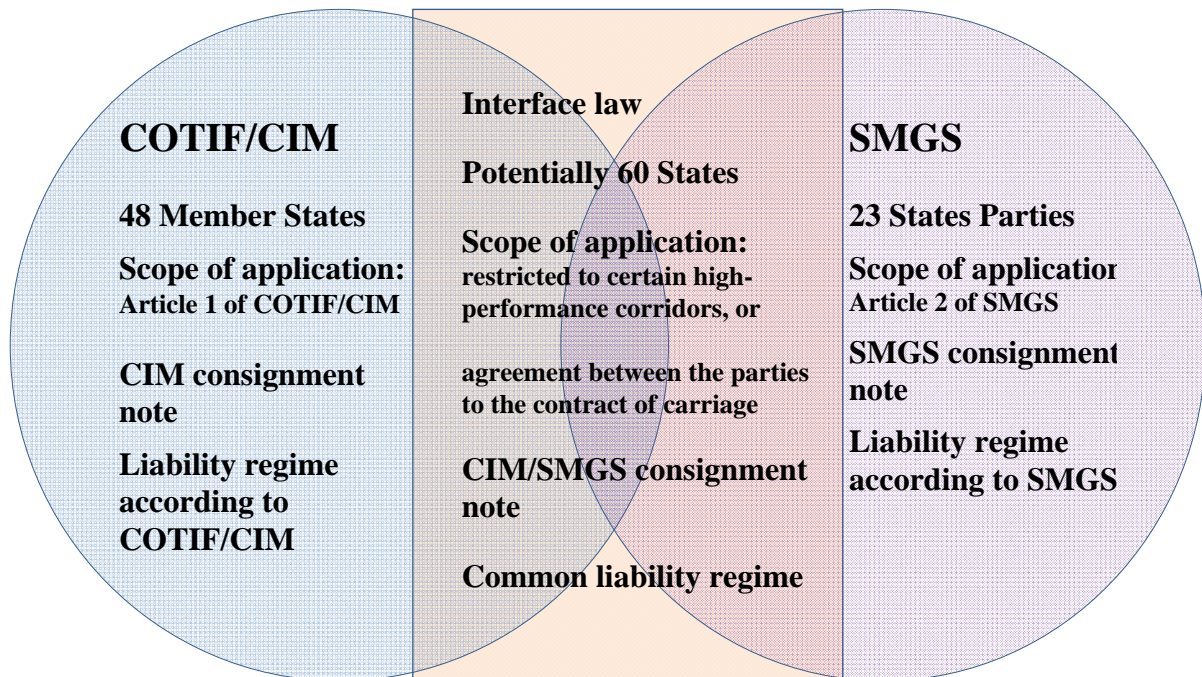 COTIF/CIM
48 Member States
Scope of application:
Article 1 of COTIF/CIM
CIM consignment
note
Liability regime
according to
COTIF/CIM
Interface law
Potentially 60 States
Scope of application:
restricted to certain high-
performance corridors, or
agreement between the parties
to the contract of carriage
CIM/SMGS consignment
note
Common liability regime
SMGS
23 States Parties
Scope of application
Article 2 of SMGS
SMGS consignment
note
Liability regime
according to SMGS